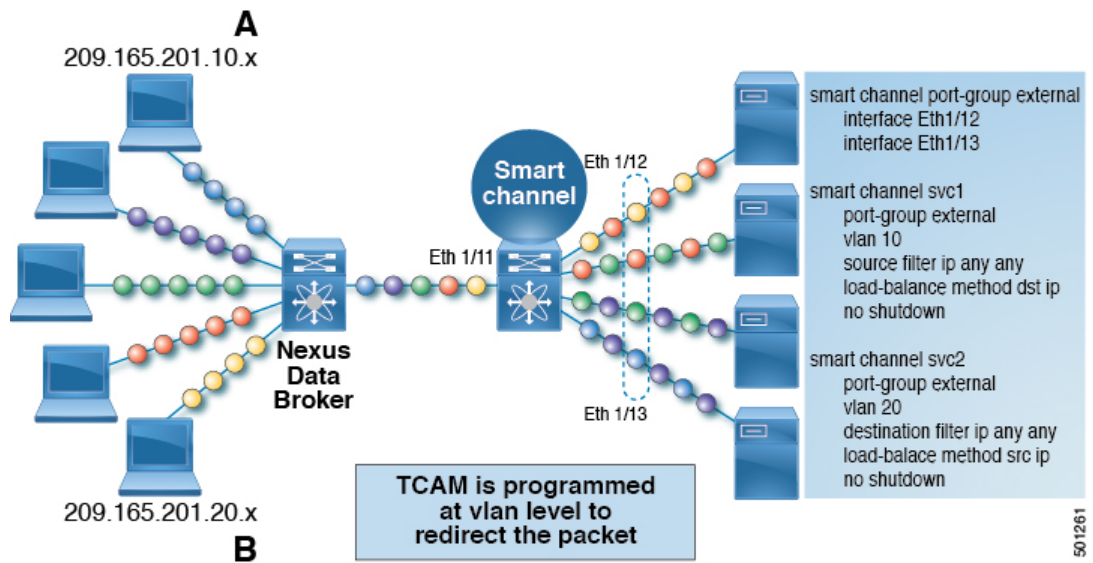 A
209.165.201.10.x
Smart
channel
Eth 1/12
Eth 1/11
Nexus
Data
Broker
Eth 1/13
209.165.201.20.x
B
TCAM is programmed
at vlan level to
redirect the packet
smart channel port-group external
interface Eth1/12
interface Eth1/13
smart channel svc1
port-group external
vlan 10
source filter ip any any
load-balance method dst ip
no shutdown
smart channel svc2
port-group external
vlan 20
destination filter ip any any
load-balace method src ip
no shutdown
501261